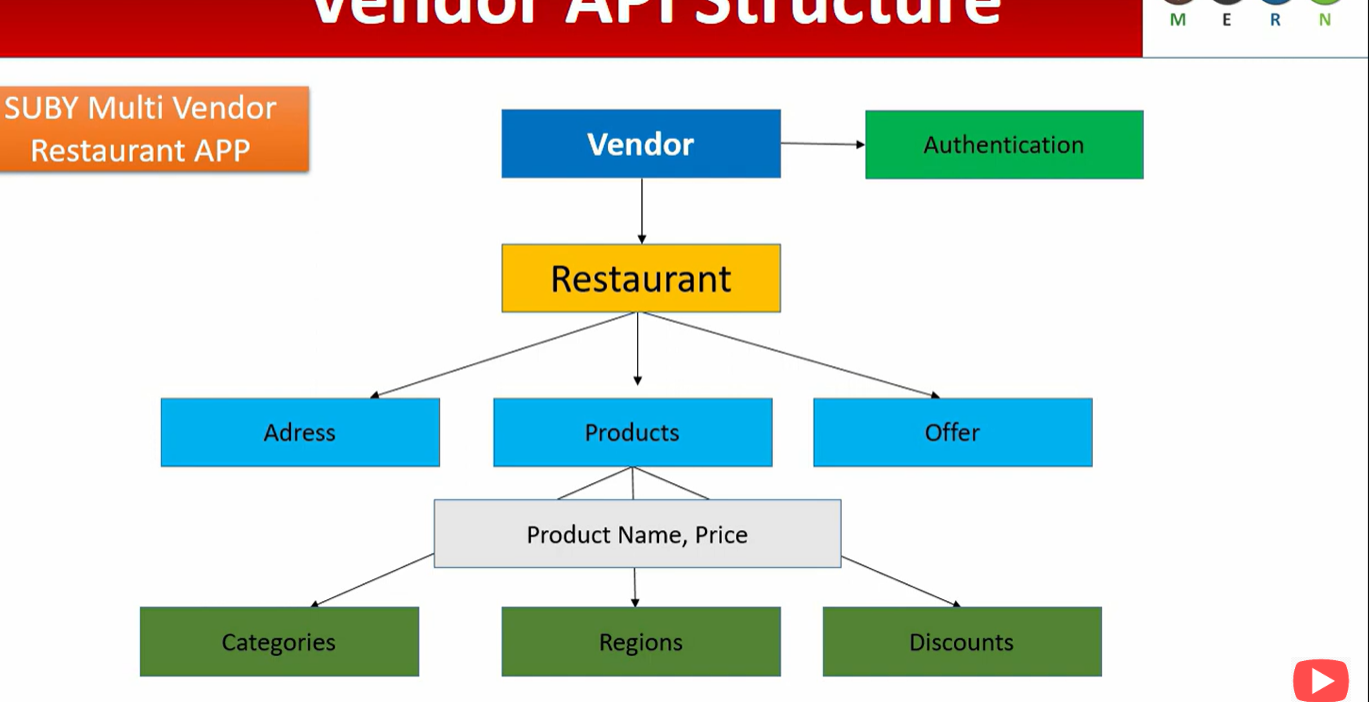 Vendor API Structure
M E R N
SUBY Multi Vendor
Restaurant APP
Vendor
Authentication
Restaurant
Adress
Products
Offer
Product Name, Price
Categories
Regions
Discounts